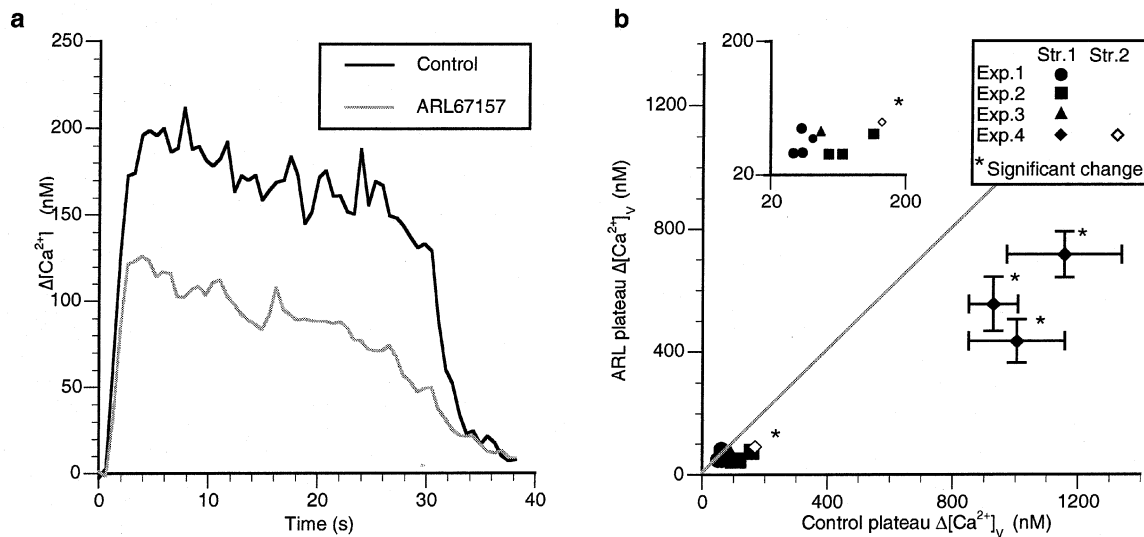 a
250
200
150
100
50
0
Δ[Ca²⁺] (nM)
0 10 20 30 40
Time (s)
Control
ARL67157
b
1200
800
400
0
ARL plateau Δ[Ca²⁺]ᵥ (nM)
0 400 800 1200
Control plateau Δ[Ca²⁺]ᵥ (nM)
200
20
20 200
*
Str.1 Str.2
Exp.1
Exp.2
Exp.3
Exp.4
* Significant change
*
*
*
*